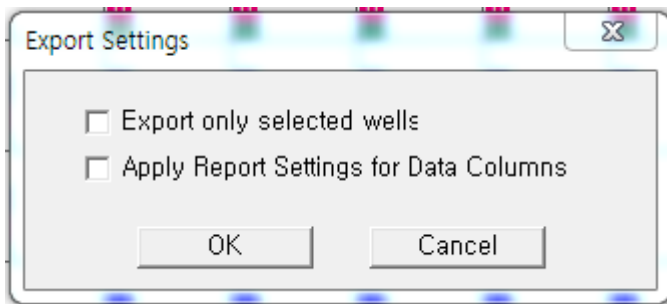 Export Settings
Export only selected wells
Apply Report Settings for Data Columns
OK
Cancel